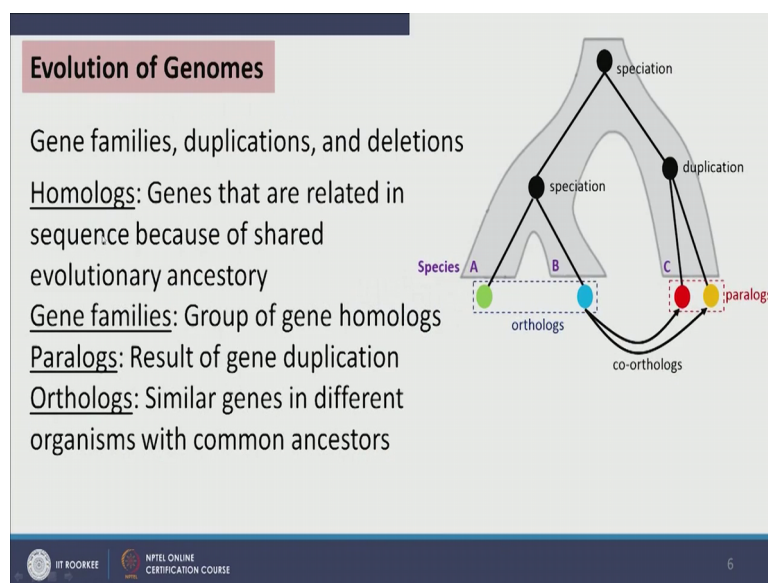 Evolution of Genomes
Gene families, duplications, and deletions
Homologs: Genes that are related in
sequence because of shared
evolutionary ancestory
Gene families: Group of gene homologs
Paralogs: Result of gene duplication
Orthologs: Similar genes in different
organisms with common ancestors
speciation
duplication
speciation
Species A
B
C
paralogs
orthologs
co-orthologs
IIT ROORKEE
NPTEL ONLINE
CERTIFICATION COURSE
6